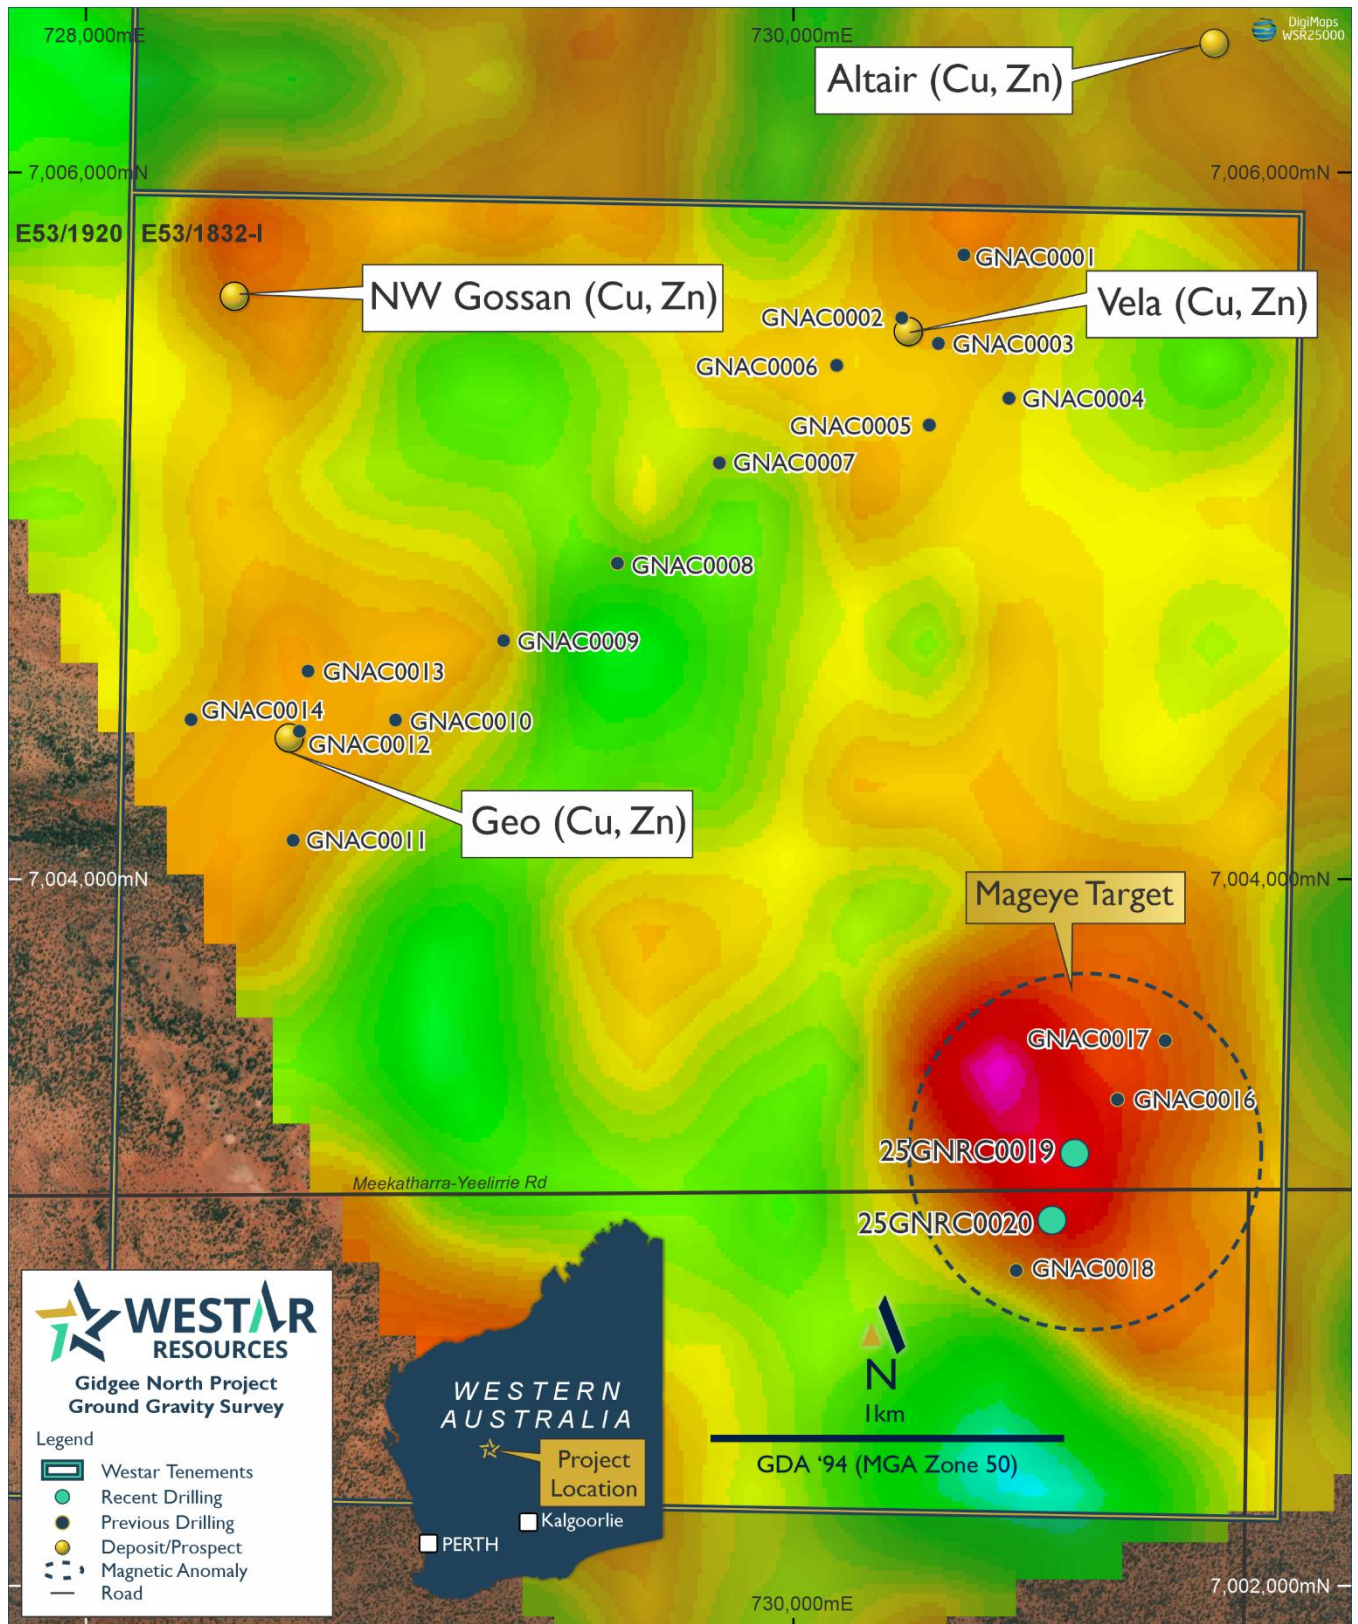 728,000mE
730,000mE
DigiMaps
WSR25000
Altair (Cu, Zn)
7,006,000mN
7,006,000mN
E53/1920
E53/1832-I
GNAC0001
NW Gossan (Cu, Zn)
Vela (Cu, Zn)
GNAC0002
GNAC0003
GNAC0006
GNAC0004
GNAC0005
GNAC0007
GNAC0008
GNAC0009
GNAC0013
GNAC0014
GNAC0010
GNAC0012
Geo (Cu, Zn)
GNAC0011
7,004,000mN
7,004,000mN
Mageye Target
GNAC0017
GNAC0016
25GNRC0019
Meekatharra-Yeelirrie Rd
25GNRC0020
GNAC0018
N
1km
GDA '94 (MGA Zone 50)
WESTAR
RESOURCES
Gidgee North Project
Ground Gravity Survey
Legend
Westar Tenements
Recent Drilling
Previous Drilling
Deposit/Prospect
Magnetic Anomaly
Road
WESTERN
AUSTRALIA
Project
Location
Kalgoorlie
PERTH
7,002,000mN
730,000mE